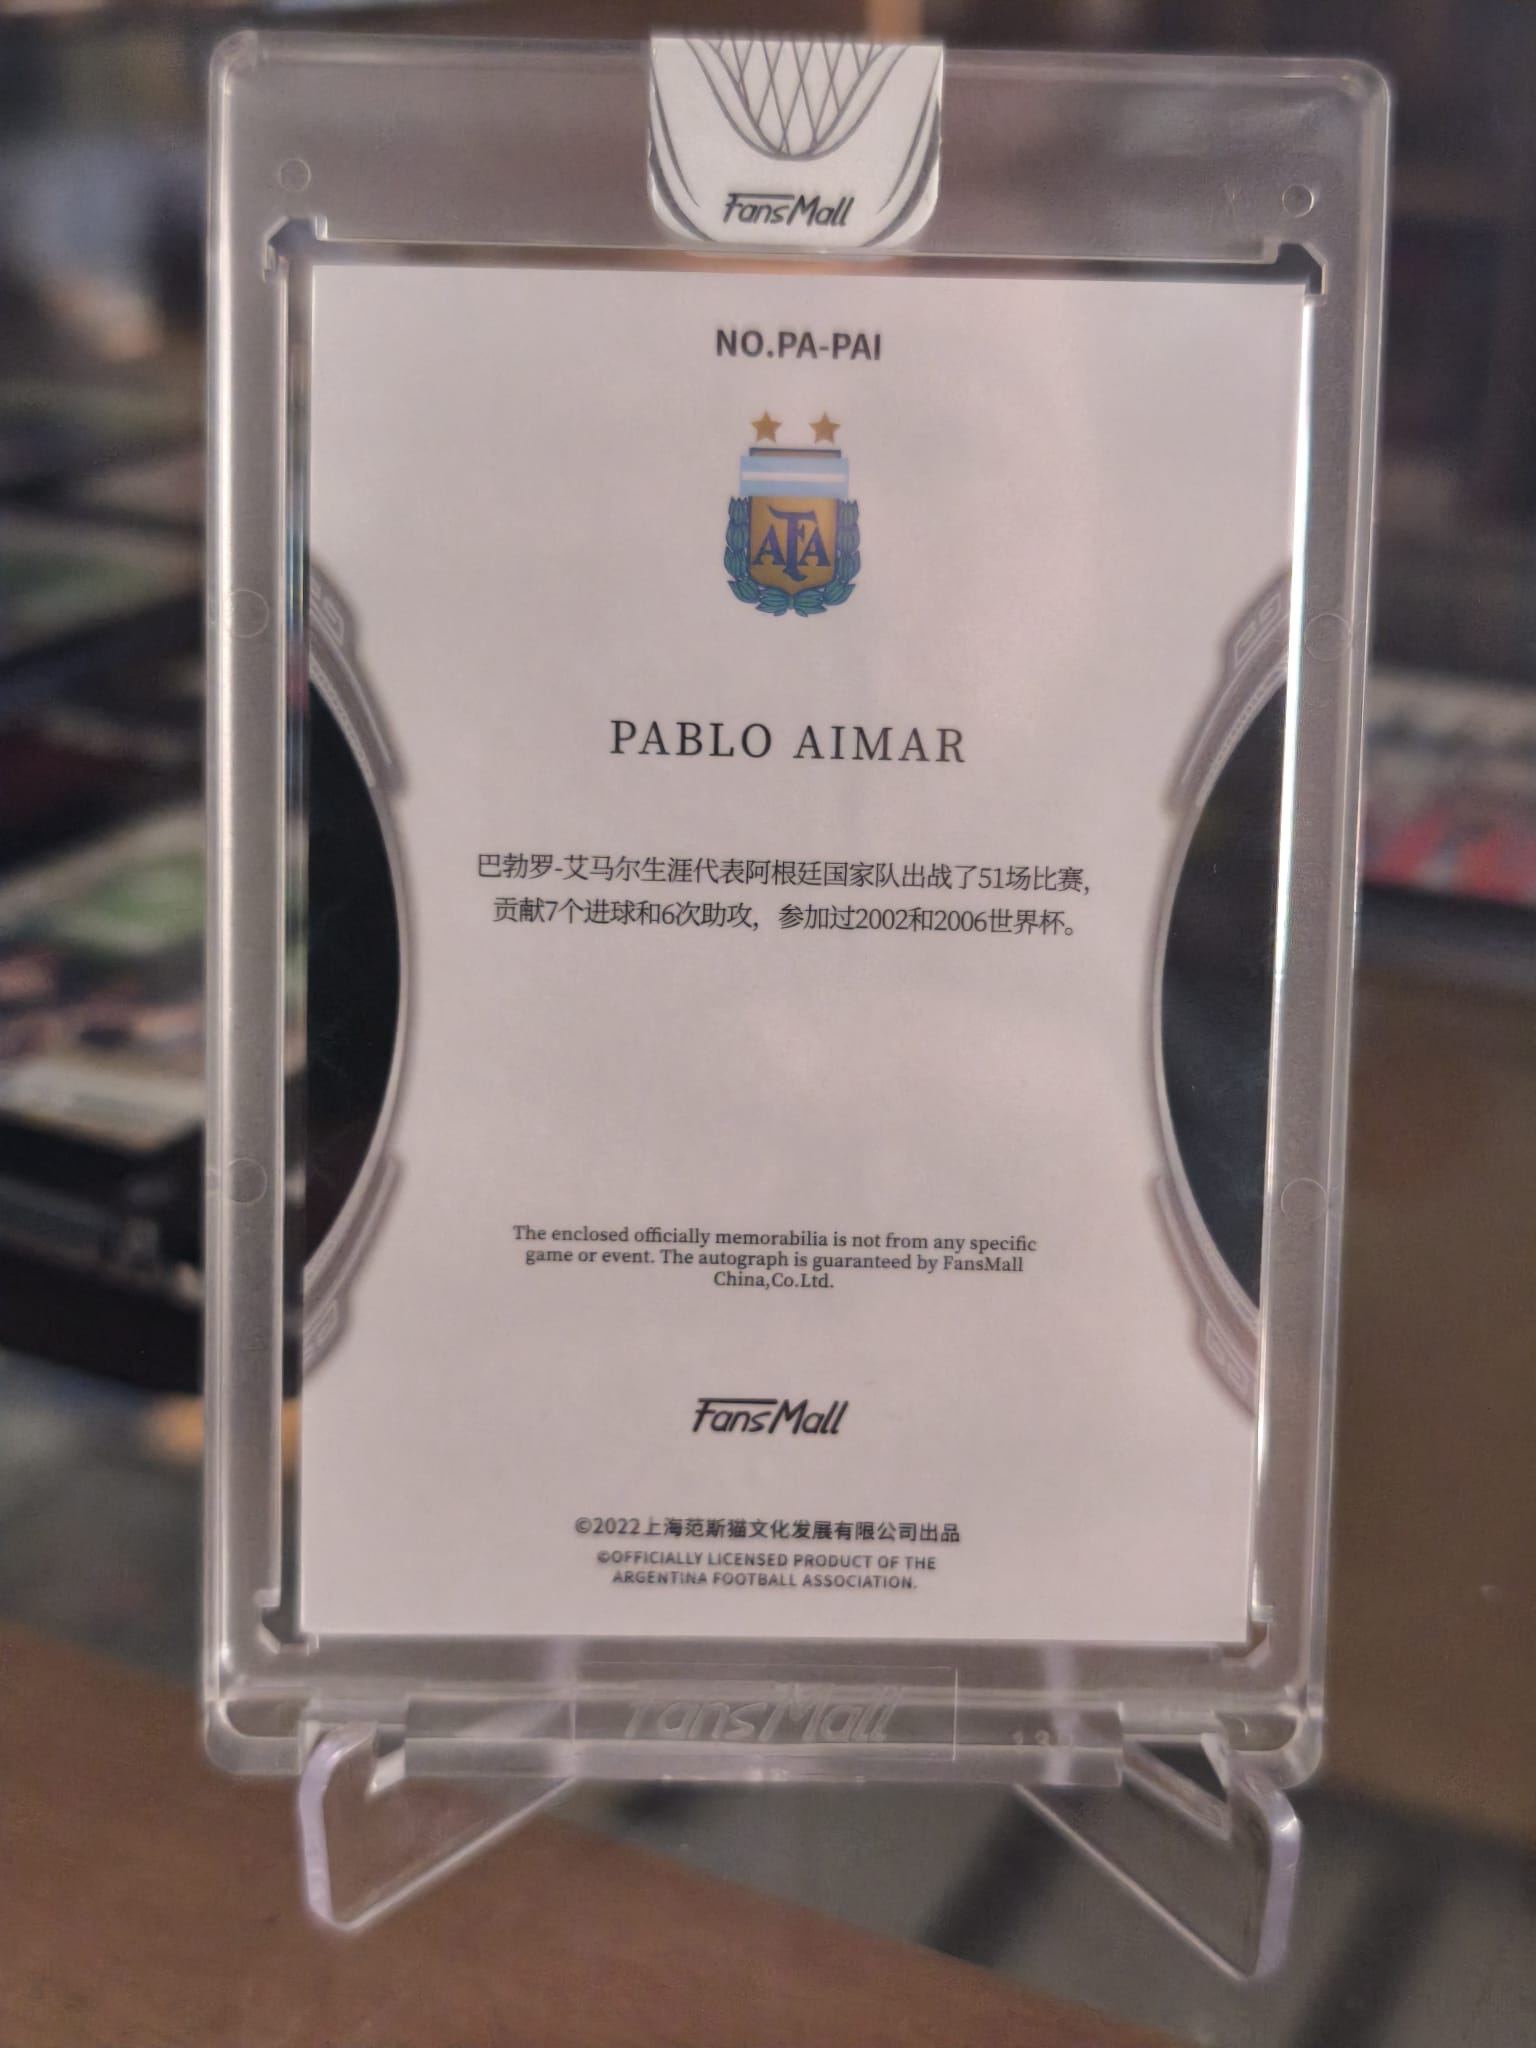 FansMall
NO.PA-PAI
AFA
PABLO AIMAR
巴勃罗-艾马尔生涯代表阿根廷国家队出战了51场比赛，
贡献7个进球和6次助攻，参加过2002和2006世界杯。
The enclosed officially memorabilia is not from any specific
game or event. The autograph is guaranteed by FansMall
China,Co.Ltd.
FansMall
©2022上海范斯猫文化发展有限公司出品
©OFFICIALLY LICENSED PRODUCT OF THE
ARGENTINA FOOTBALL ASSOCIATION.
FansMall
13